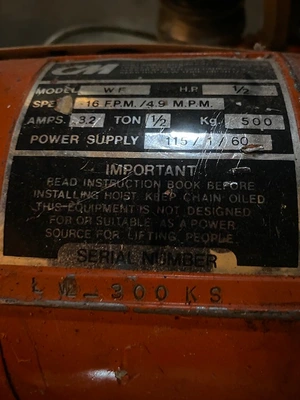 CM
MODEL WF H.P. 1/2
SPEED 16 F.P.M./4.9 M.P.M.
AMPS. 3.2 TON 1/2 Kg. 500
POWER SUPPLY 115/1/60
IMPORTANT
READ INSTRUCTION BOOK BEFORE
INSTALLING HOIST KEEP CHAIN OILED
THIS EQUIPMENT IS NOT DESIGNED
FOR OR SUITABLE AS A POWER
SOURCE FOR LIFTING PEOPLE
SERIAL NUMBER
300KS